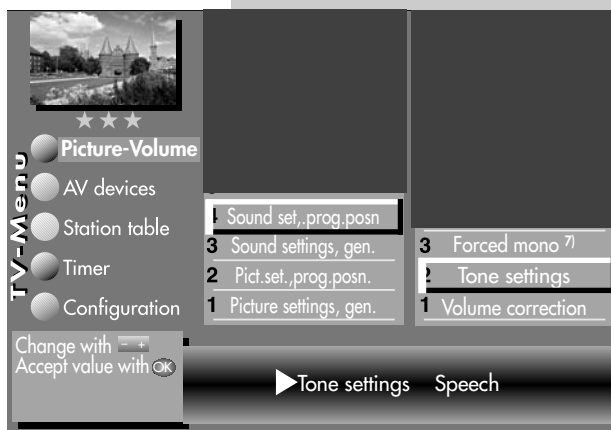 TV-Menu
Picture-Volume
AV devices
Station table
Timer
Configuration
4 Sound set,.prog.posn
3 Sound settings, gen.
2 Pict.set.,prog.posn.
1 Picture settings, gen.
3 Forced mono 7)
2 Tone settings
1 Volume correction
Change with - +
Accept value with OK
Tone settings Speech